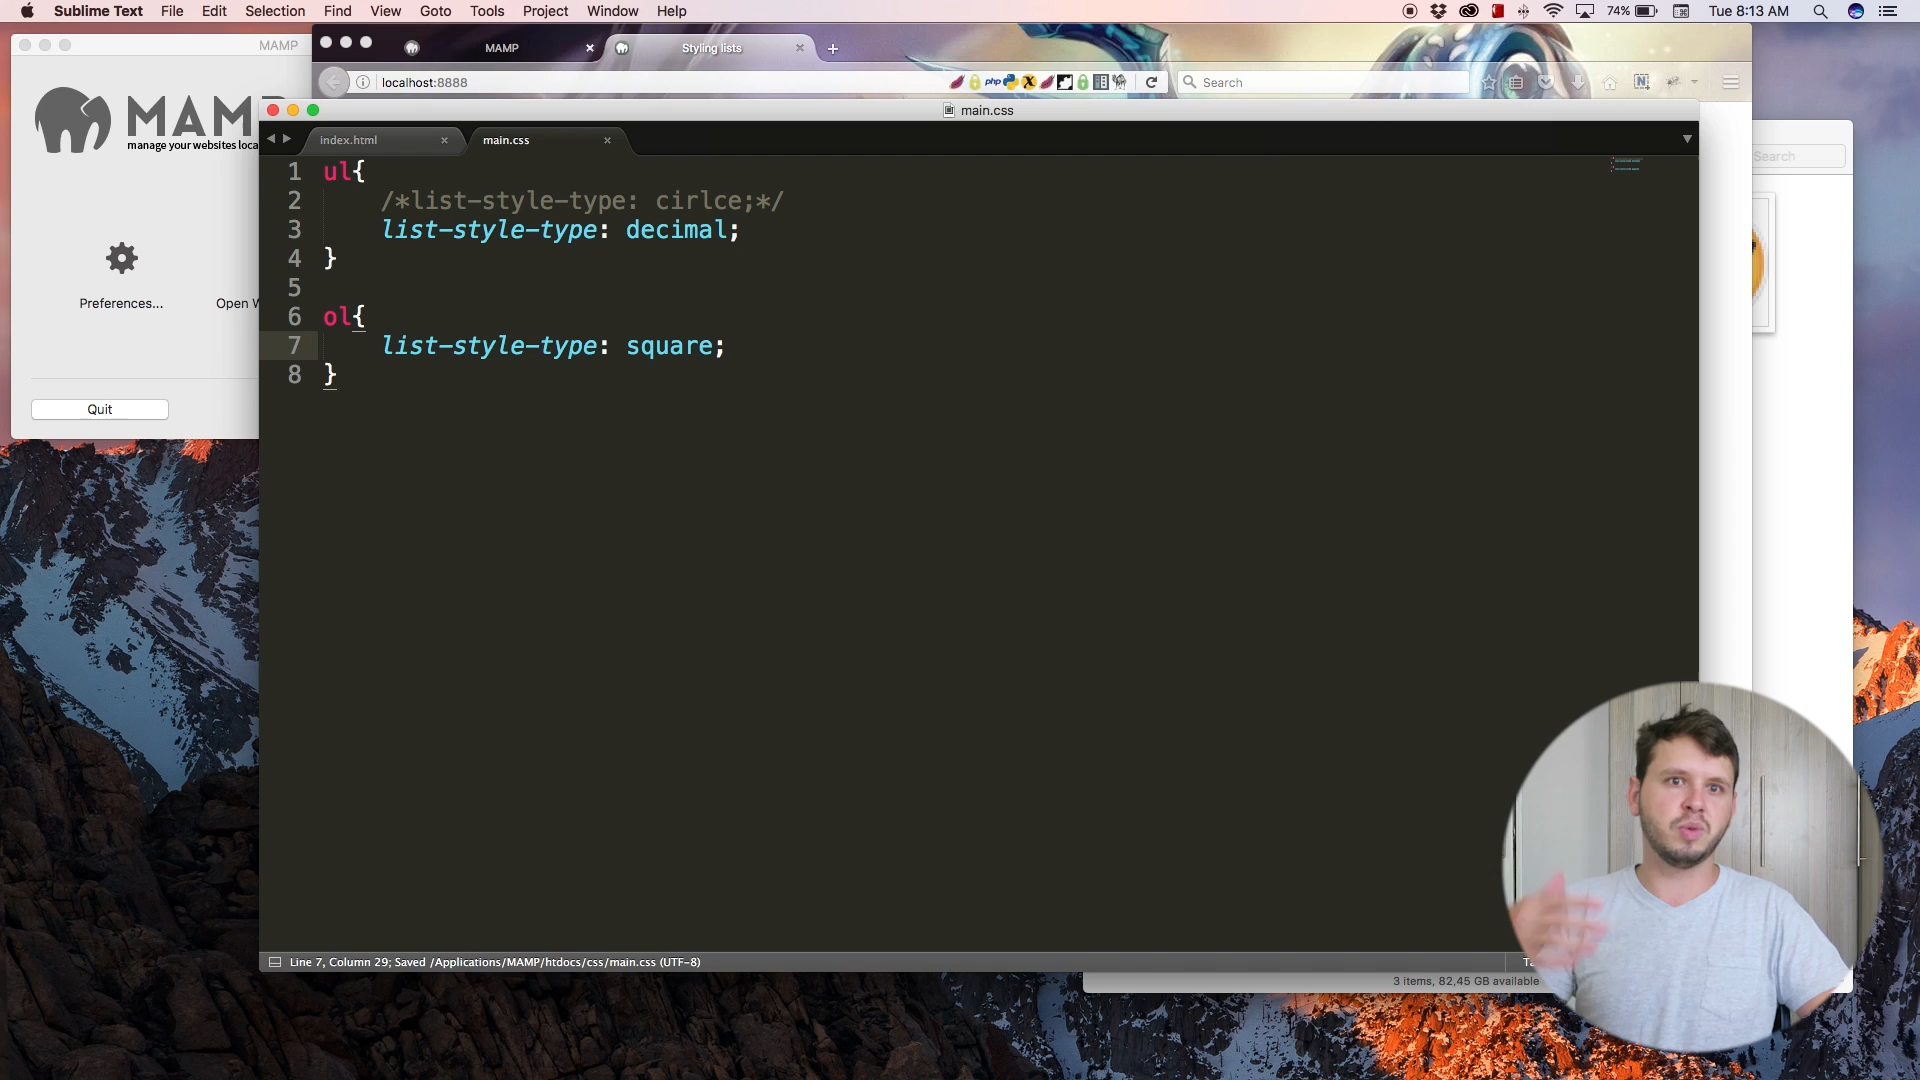 Sublime Text File Edit Selection Find View Goto Tools Project Window Help 74% Tue 8:13 AM
MAMP
MAMP
Styling lists
localhost:8888
php
Search
MAM
manage your websites loca
Preferences...
Open
Quit
main.css
index.html
main.css
Search
1 ul{
2 /*list-style-type: cirlce;*/
3 list-style-type: decimal;
4 }
5
6 ol{
7 list-style-type: square;
8 }
Line 7, Column 29; Saved /Applications/MAMP/htdocs/css/main.css (UTF-8)
3 items, 82,45 GB available